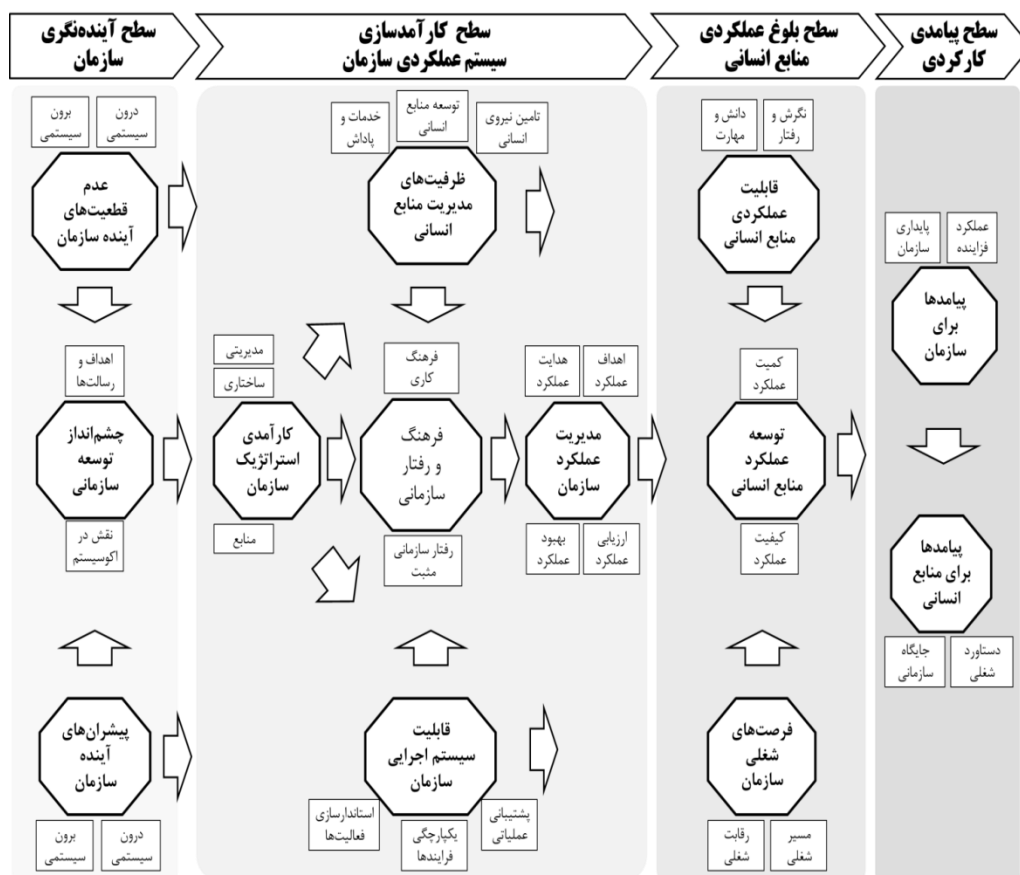 سطح آینده‌نگری
سازمان
سطح کارآمدسازی
سیستم عملکردی سازمان
سطح بلوغ عملکردی
منابع انسانی
سطح پیامدی
کارکردی
برون
سیستمی
درون
سیستمی
عدم
قطعیت‌های
آینده سازمان
اهداف و
رسالت‌ها
چشم‌انداز
توسعه
سازمانی
نقش در
اکوسیستم
پیشران‌های
آینده
سازمان
برون
سیستمی
درون
سیستمی
خدمات و
پاداش
توسعه منابع
انسانی
تامین نیروی
انسانی
ظرفیت‌های
مدیریت منابع
انسانی
مدیریتی
ساختاری
کارآمدی
استراتژیک
سازمان
منابع
فرهنگ
کاری
فرهنگ
و رفتار
سازمانی
رفتار سازمانی
مثبت
هدایت
عملکرد
اهداف
عملکرد
مدیریت
عملکرد
سازمان
بهبود
عملکرد
ارزیابی
عملکرد
قابلیت
سیستم اجرایی
سازمان
استاندارسازی
فعالیت‌ها
یکپارچگی
فرایندها
پشتیبانی
عملیاتی
دانش و
مهارت
نگرش و
رفتار
قابلیت
عملکردی
منابع انسانی
کمیت
عملکرد
توسعه
عملکرد
منابع انسانی
کیفیت
عملکرد
فرصت‌های
شغلی
سازمان
رقابت
شغلی
مسیر
شغلی
پایداری
سازمان
عملکرد
فزاینده
پیامدها
برای
سازمان
پیامدها
برای منابع
انسانی
جایگاه
سازمانی
دستاورد
شغلی